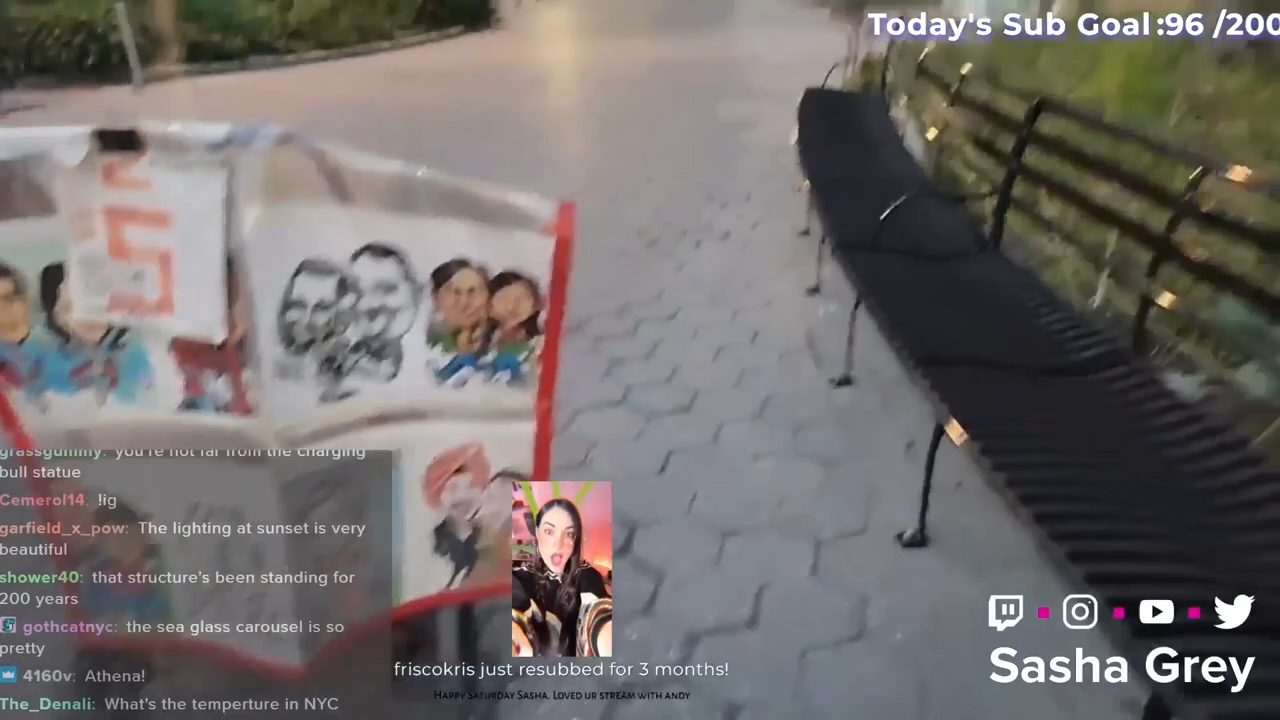 Today's Sub Goal :96 /200
grassgummy: you're not far from the charging
bull statue
Cemerol14: !ig
garfield_x_pow: The lighting at sunset is very
beautiful
shower40: that structure's been standing for
200 years
gothcatnyc: the sea glass carousel is so
pretty
4160v: Athena!
The_Denali: What's the temperture in NYC
friscokris just resubbed for 3 months!
Happy Saturday Sasha. Loved ur stream with andy
Sasha Grey